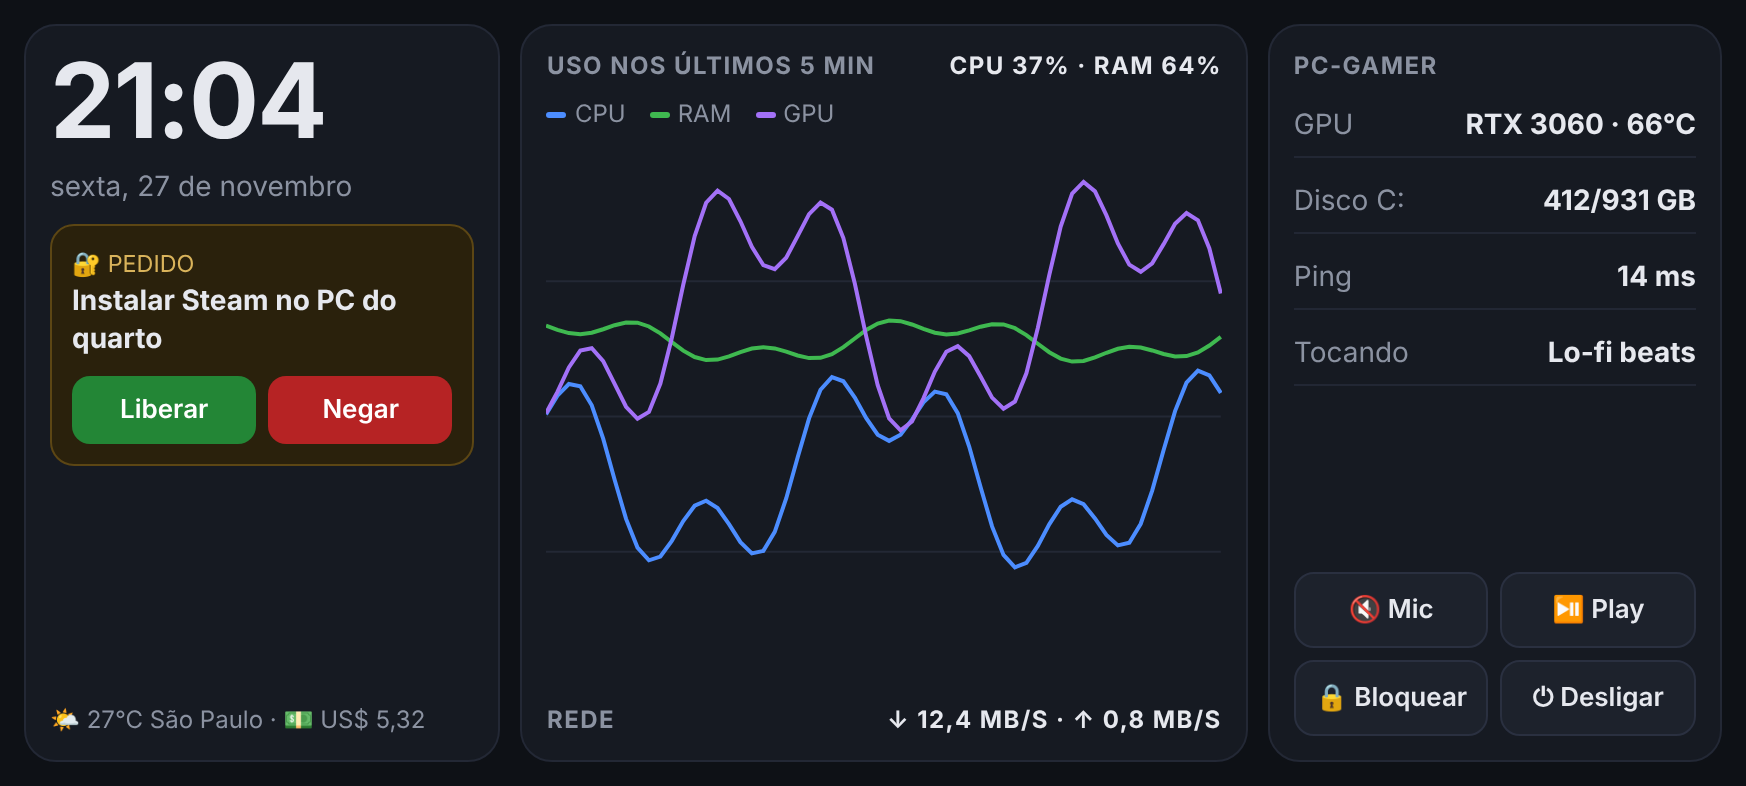 21:04
sexta, 27 de novembro
🔐 PEDIDO
Instalar Steam no PC do
quarto
Liberar
Negar
🌤️ 27°C São Paulo · 💵 US$ 5,32
USO NOS ÚLTIMOS 5 MIN
CPU 37% · RAM 64%
CPU
RAM
GPU
REDE
↓ 12,4 MB/S · ↑ 0,8 MB/S
PC-GAMER
GPU
RTX 3060 · 66°C
Disco C:
412/931 GB
Ping
14 ms
Tocando
Lo-fi beats
🔇 Mic
⏯️ Play
🔒 Bloquear
⏻ Desligar